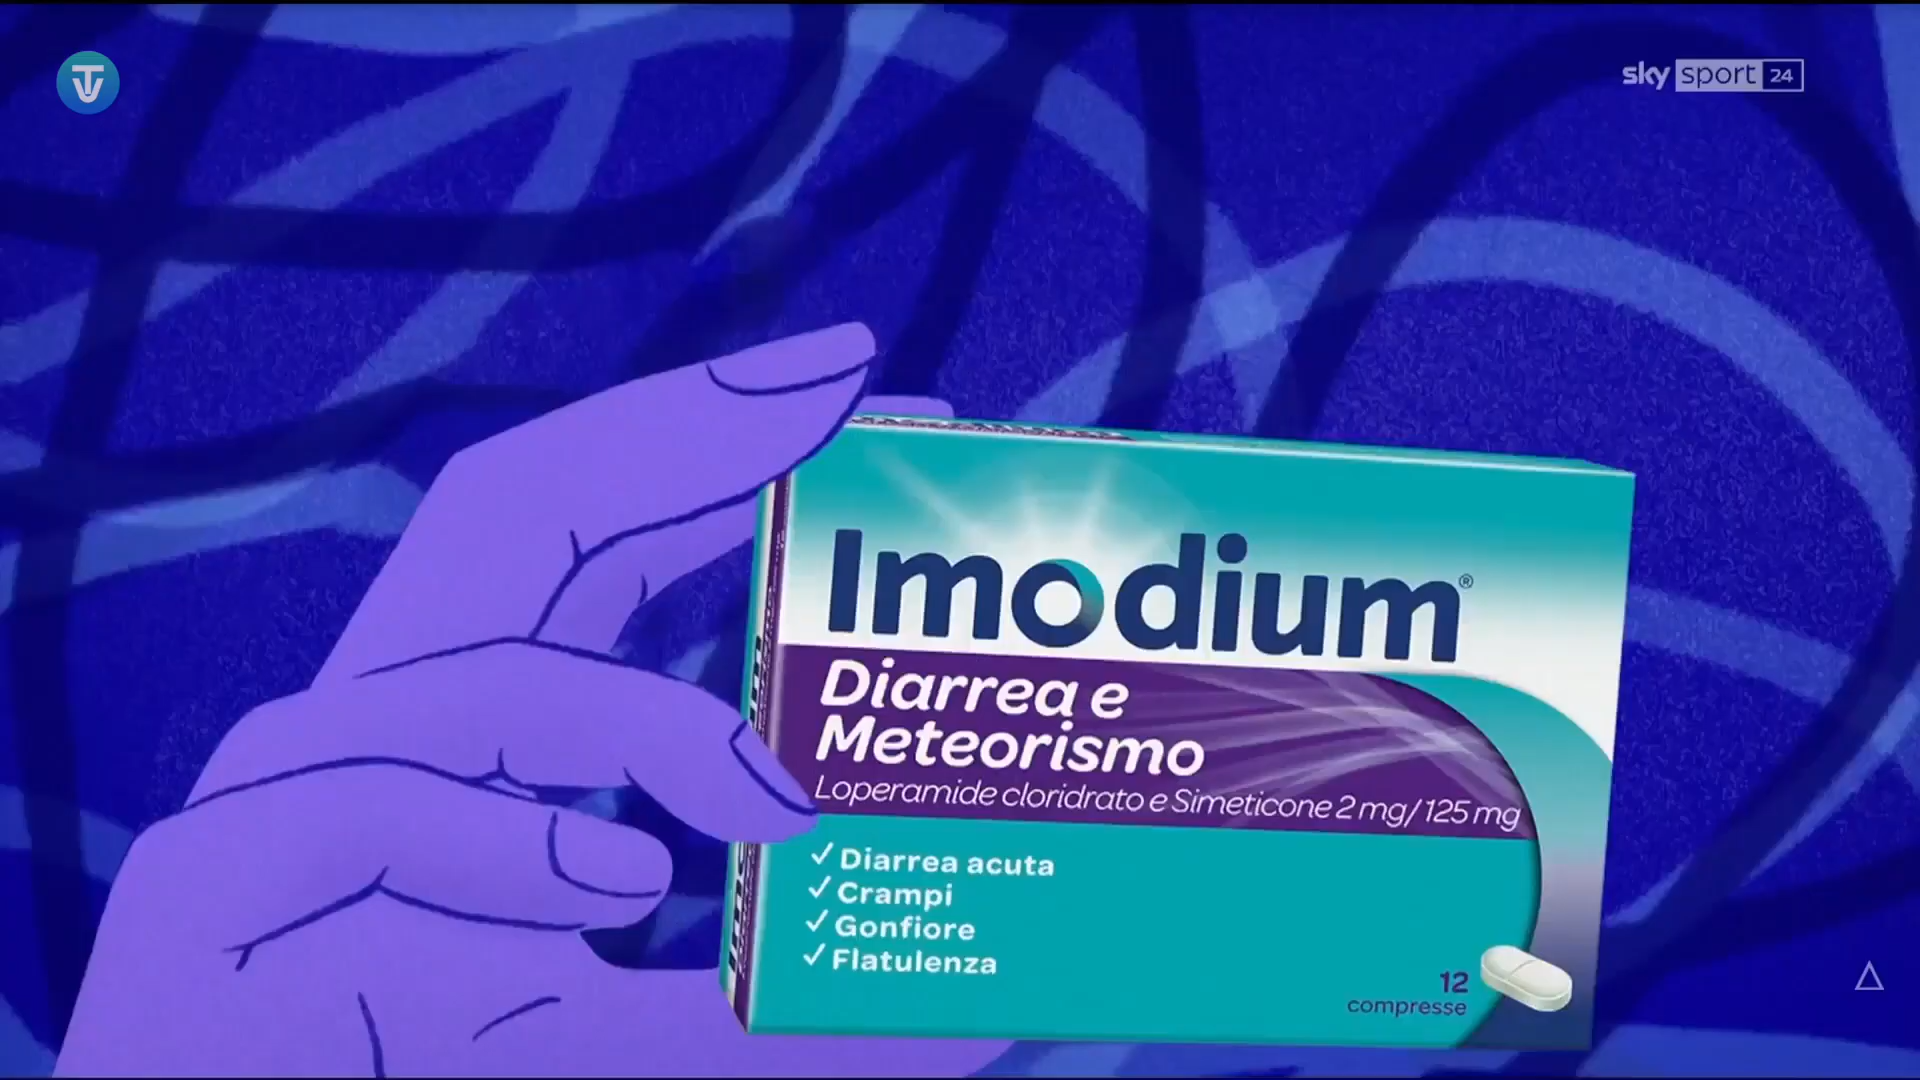 TV
sky sport 24
Imodium®
Diarrea e
Meteorismo
Loperamide cloridrato e Simeticone 2 mg/125 mg
✓ Diarrea acuta
✓ Crampi
✓ Gonfiore
✓ Flatulenza
12
compresse